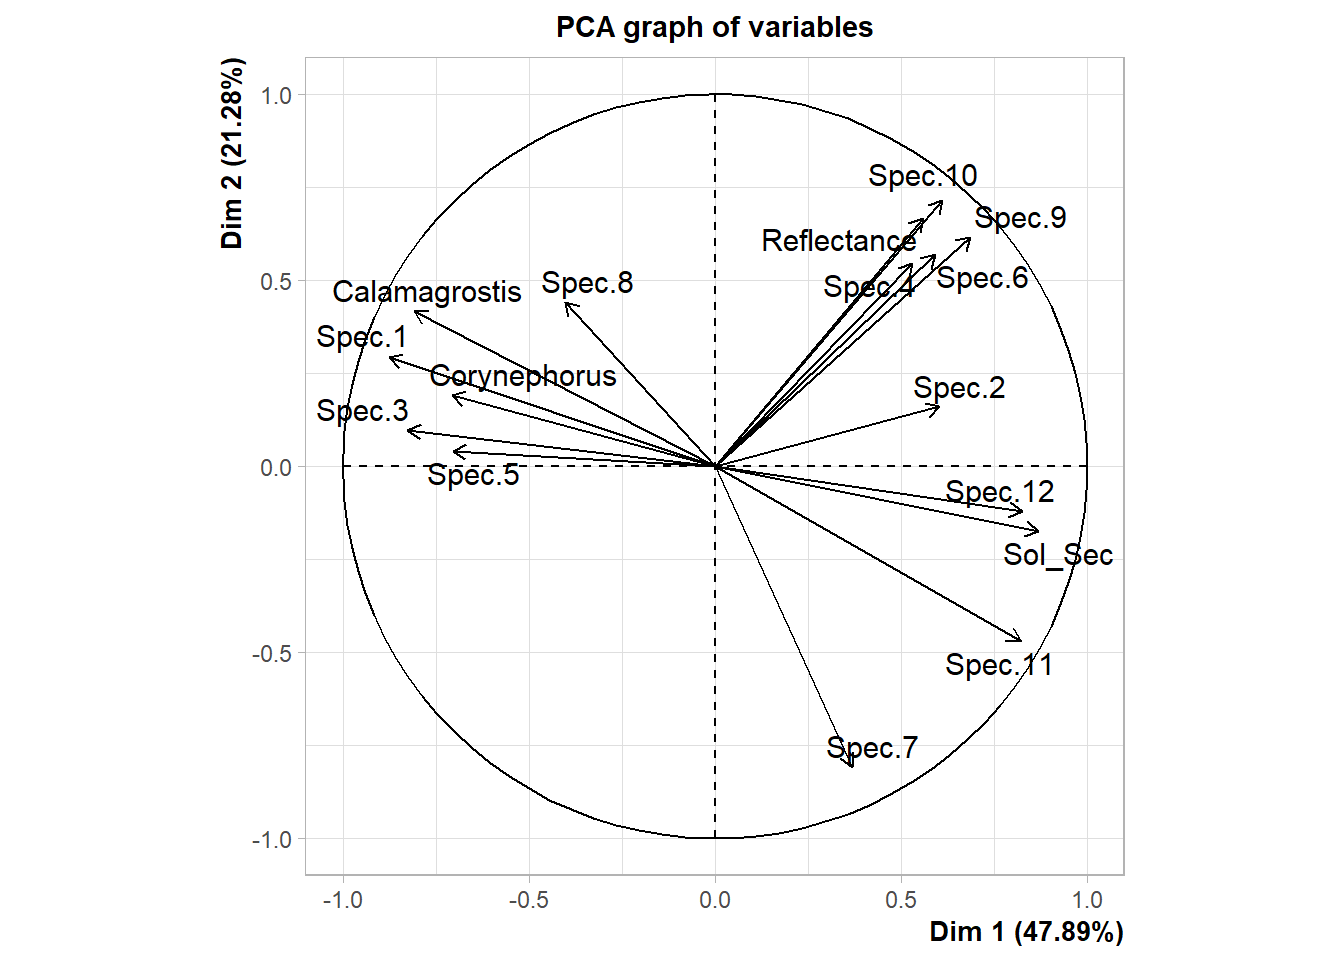 PCA graph of variables
Dim 2 (21.28%)
1.0
0.5
0.0
-0.5
-1.0
Spec.10
Spec.9
Reflectance
Spec.6
Spec.4
Spec.8
Calamagrostis
Spec.1
Corynephorus
Spec.2
Spec.3
Spec.5
Spec.12
Sol_Sec
Spec.11
Spec.7
-1.0 -0.5 0.0 0.5 1.0
Dim 1 (47.89%)